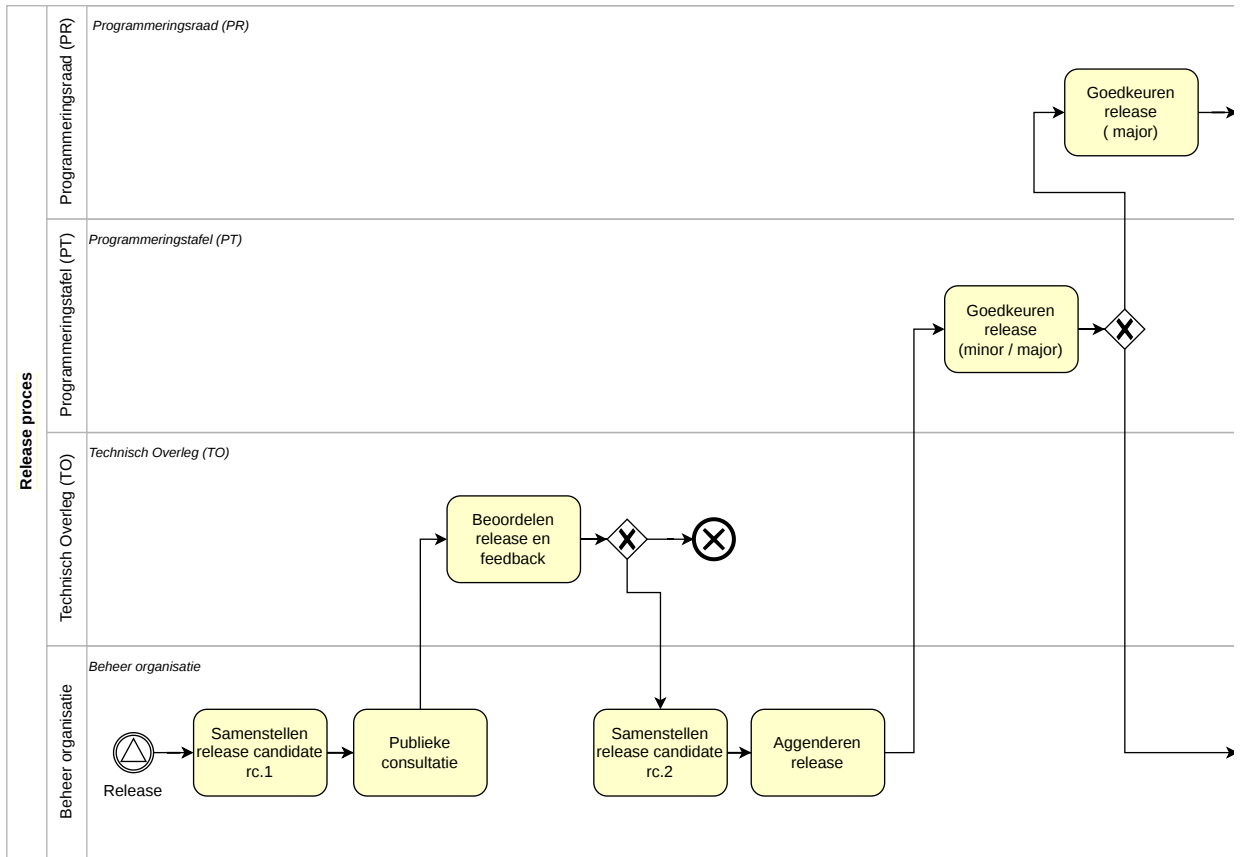 Release proces
Programmeringsraad (PR)
Programmeringsraad (PR)
Goedkeuren
release
( major)
Programmeringstafel (PT)
Programmeringstafel (PT)
Goedkeuren
release
(minor / major)
Technisch Overleg (TO)
Technisch Overleg (TO)
Beoordelen
release en
feedback
Beheer organisatie
Beheer organisatie
Release
Samenstellen
release candidate
rc.1
Publieke
consultatie
Samenstellen
release candidate
rc.2
Aggenderen
release